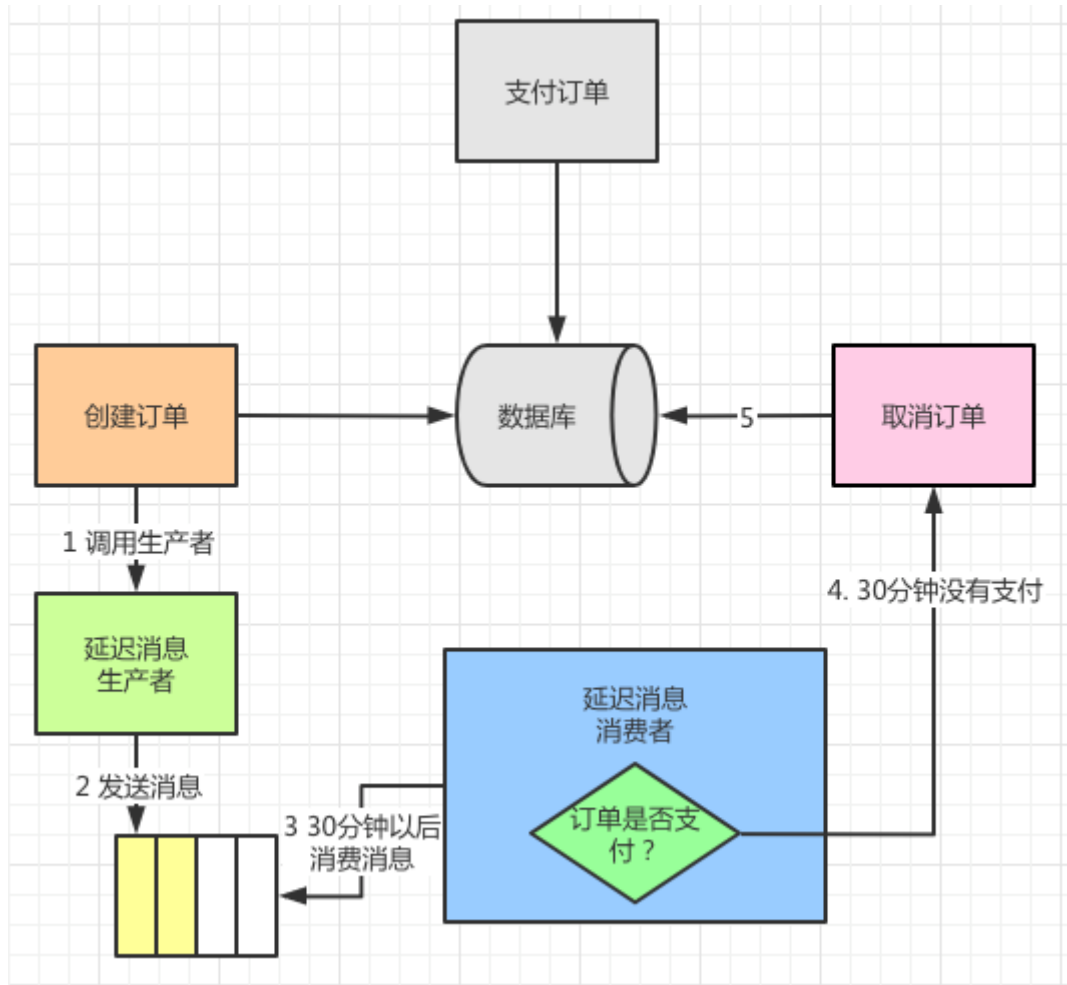 支付订单
创建订单
数据库
5
取消订单
1 调用生产者
4. 30分钟没有支付
延迟消息
生产者
延迟消息
消费者
2 发送消息
3 30分钟以后
消费消息
订单是否支
付？